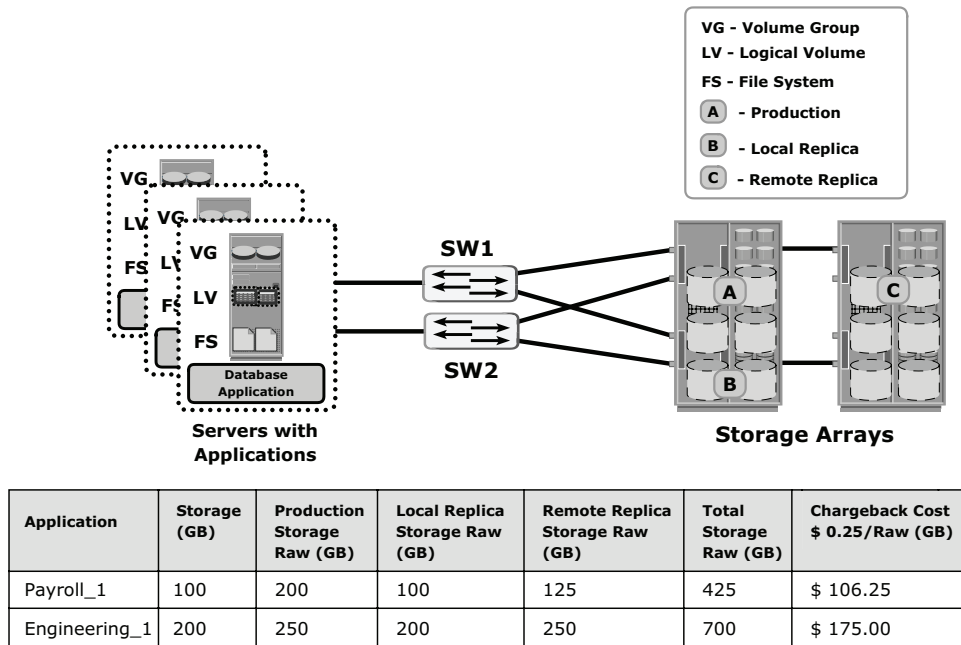 VG - Volume Group
LV - Logical Volume
FS - File System
A - Production
B - Local Replica
C - Remote Replica
VG
LV
FS
VG
LV
FS
VG
LV
FS
Database
Application
Servers with
Applications
SW1
SW2
A
B
C
Storage Arrays
Application
Storage
(GB)
Production
Storage
Raw (GB)
Local Replica
Storage Raw
(GB)
Remote Replica
Storage Raw
(GB)
Total
Storage
Raw (GB)
Chargeback Cost
$ 0.25/Raw (GB)
Payroll_1 100 200 100 125 425 $ 106.25
Engineering_1 200 250 200 250 700 $ 175.00